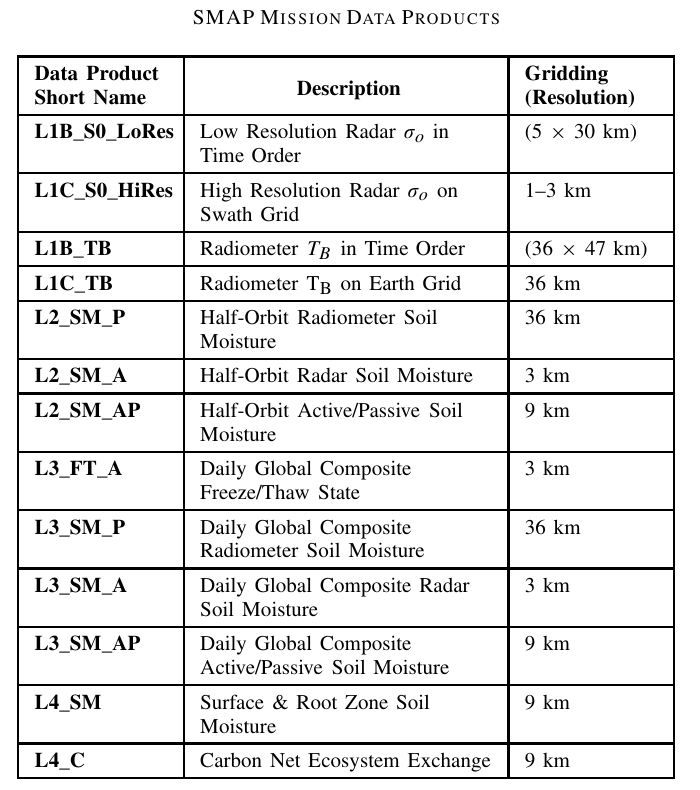 SMAP MISSION DATA PRODUCTS
Data Product Short Name | Description | Gridding (Resolution)
L1B_S0_LoRes | Low Resolution Radar σo in Time Order | (5 × 30 km)
L1C_S0_HiRes | High Resolution Radar σo on Swath Grid | 1–3 km
L1B_TB | Radiometer TB in Time Order | (36 × 47 km)
L1C_TB | Radiometer TB on Earth Grid | 36 km
L2_SM_P | Half-Orbit Radiometer Soil Moisture | 36 km
L2_SM_A | Half-Orbit Radar Soil Moisture | 3 km
L2_SM_AP | Half-Orbit Active/Passive Soil Moisture | 9 km
L3_FT_A | Daily Global Composite Freeze/Thaw State | 3 km
L3_SM_P | Daily Global Composite Radiometer Soil Moisture | 36 km
L3_SM_A | Daily Global Composite Radar Soil Moisture | 3 km
L3_SM_AP | Daily Global Composite Active/Passive Soil Moisture | 9 km
L4_SM | Surface & Root Zone Soil Moisture | 9 km
L4_C | Carbon Net Ecosystem Exchange | 9 km